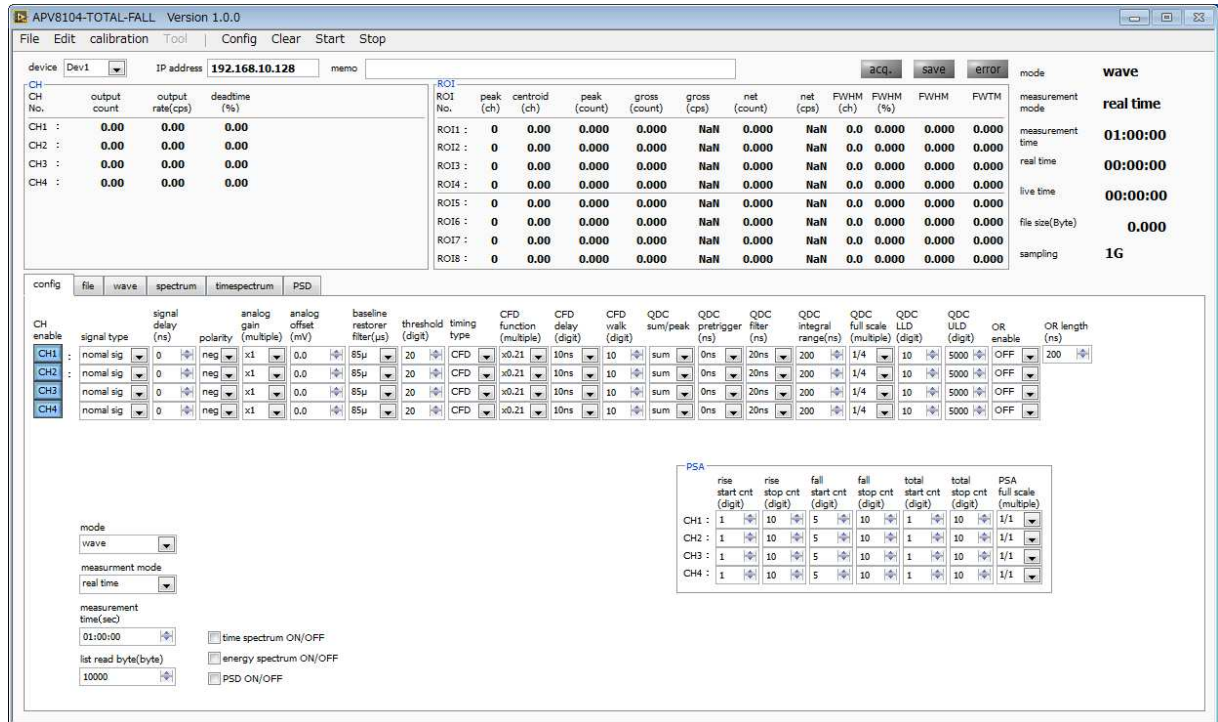 APV8104-TOTAL-FALL Version 1.0.0
File Edit calibration Tool | Config Clear Start Stop
device Dev1 IP address 192.168.10.128 memo acq. save error mode wave
CH
CH No. output count output rate(cps) deadtime (%)
CH1 : 0.00 0.00 0.00
CH2 : 0.00 0.00 0.00
CH3 : 0.00 0.00 0.00
CH4 : 0.00 0.00 0.00
ROI
ROI No. peak (ch) centroid (ch) peak (count) gross (count) gross (cps) net (count) net (cps) FWHM (ch) FWHM (%) FWHM FWTM
ROI1 : 0 0.00 0.000 0.000 NaN 0.000 NaN 0.0 0.000 0.000 0.000
ROI2 : 0 0.00 0.000 0.000 NaN 0.000 NaN 0.0 0.000 0.000 0.000
ROI3 : 0 0.00 0.000 0.000 NaN 0.000 NaN 0.0 0.000 0.000 0.000
ROI4 : 0 0.00 0.000 0.000 NaN 0.000 NaN 0.0 0.000 0.000 0.000
ROI5 : 0 0.00 0.000 0.000 NaN 0.000 NaN 0.0 0.000 0.000 0.000
ROI6 : 0 0.00 0.000 0.000 NaN 0.000 NaN 0.0 0.000 0.000 0.000
ROI7 : 0 0.00 0.000 0.000 NaN 0.000 NaN 0.0 0.000 0.000 0.000
ROI8 : 0 0.00 0.000 0.000 NaN 0.000 NaN 0.0 0.000 0.000 0.000
measurement mode real time
measurement time 01:00:00
real time 00:00:00
live time 00:00:00
file size(Byte) 0.000
sampling 1G
config file wave spectrum timespectrum PSD
CH enable signal type signal delay (ns) polarity analog gain (multiple) analog offset (mV) baseline restorer filter(μs) threshold (digit) timing type CFD function (multiple) CFD delay (digit) CFD walk (digit) QDC sum/peak QDC pretrigger (ns) QDC filter (ns) QDC integral range(ns) QDC full scale (multiple) QDC LLD (digit) QDC ULD (digit) OR enable OR length (ns)
CH1 : nomal sig 0 neg x1 0.0 85μ 20 CFD x0.21 10ns 10 sum 0ns 20ns 200 1/4 10 5000 OFF 200
CH2 : nomal sig 0 neg x1 0.0 85μ 20 CFD x0.21 10ns 10 sum 0ns 20ns 200 1/4 10 5000 OFF
CH3 nomal sig 0 neg x1 0.0 85μ 20 CFD x0.21 10ns 10 sum 0ns 20ns 200 1/4 10 5000 OFF
CH4 nomal sig 0 neg x1 0.0 85μ 20 CFD x0.21 10ns 10 sum 0ns 20ns 200 1/4 10 5000 OFF
PSA
rise start cnt (digit) rise stop cnt (digit) fall start cnt (digit) fall stop cnt (digit) total start cnt (digit) total stop cnt (digit) PSA full scale (multiple)
CH1 : 1 10 5 10 1 10 1/1
CH2 : 1 10 5 10 1 10 1/1
CH3 : 1 10 5 10 1 10 1/1
CH4 : 1 10 5 10 1 10 1/1
mode
wave
measurment mode
real time
measurement
time(sec)
01:00:00 time spectrum ON/OFF
list read byte(byte) energy spectrum ON/OFF
10000 PSD ON/OFF